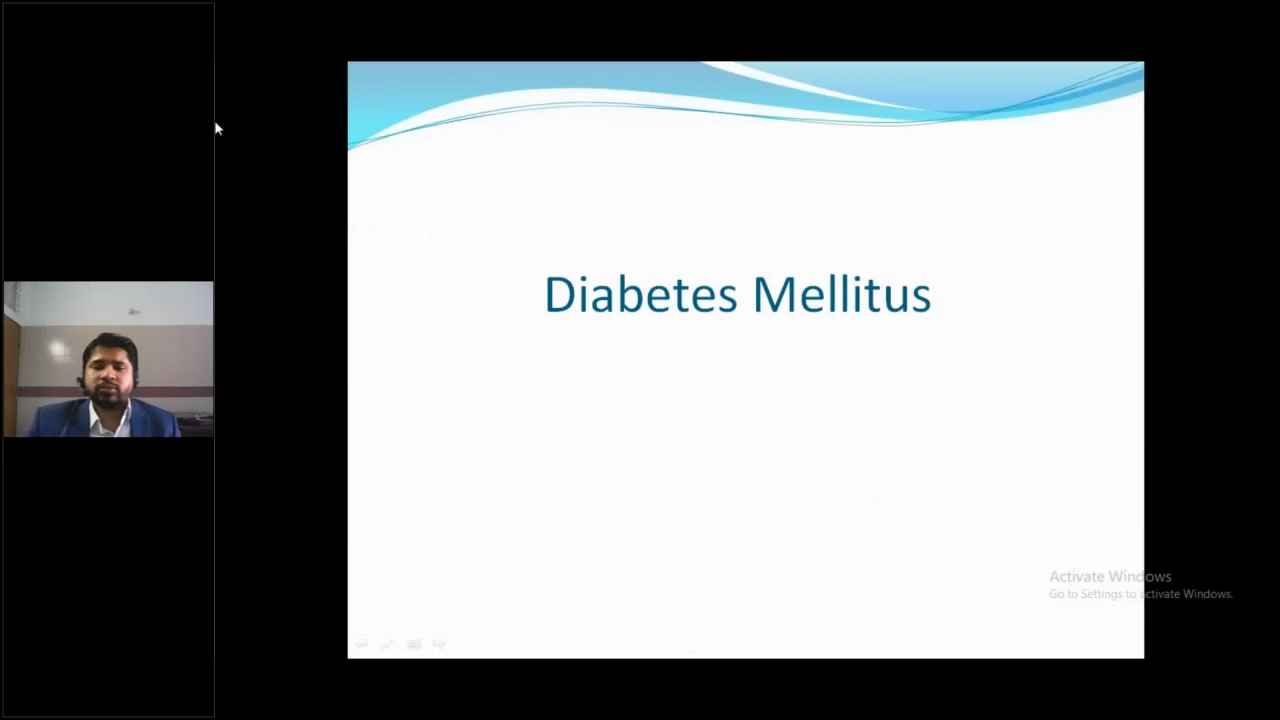 Diabetes Mellitus
Activate Windows
Go to Settings to activate Windows.